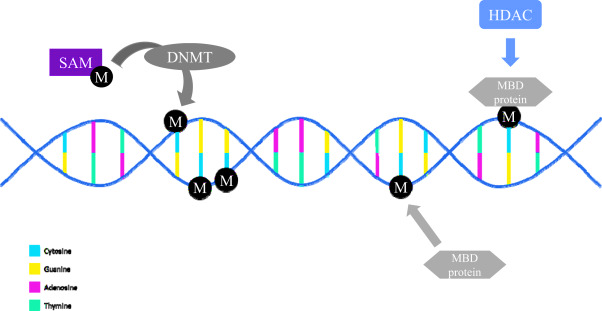 HDAC
SAM
M
DNMT
MBD
protein
M
M
M
M
M
MBD
protein
Cytosine
Guanine
Adenosine
Thymine